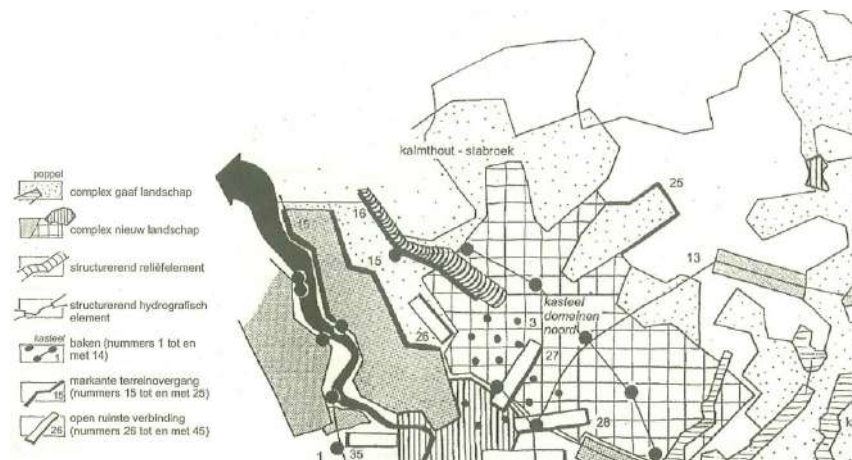 poppel
complex gaaf landschap
complex nieuw landschap
structurerend reliëfelement
structurerend hydrografisch
element
kasteel
1
baken (nummers 1 tot en
met 14)
15
markante terreinovergang
(nummers 15 tot en met 25)
26
open ruimte verbinding
(nummers 26 tot en met 45)
kalmthout - stabroek
25
16
15
15
13
kasteel
domeinen
noord
3
26
27
28
1
35
k